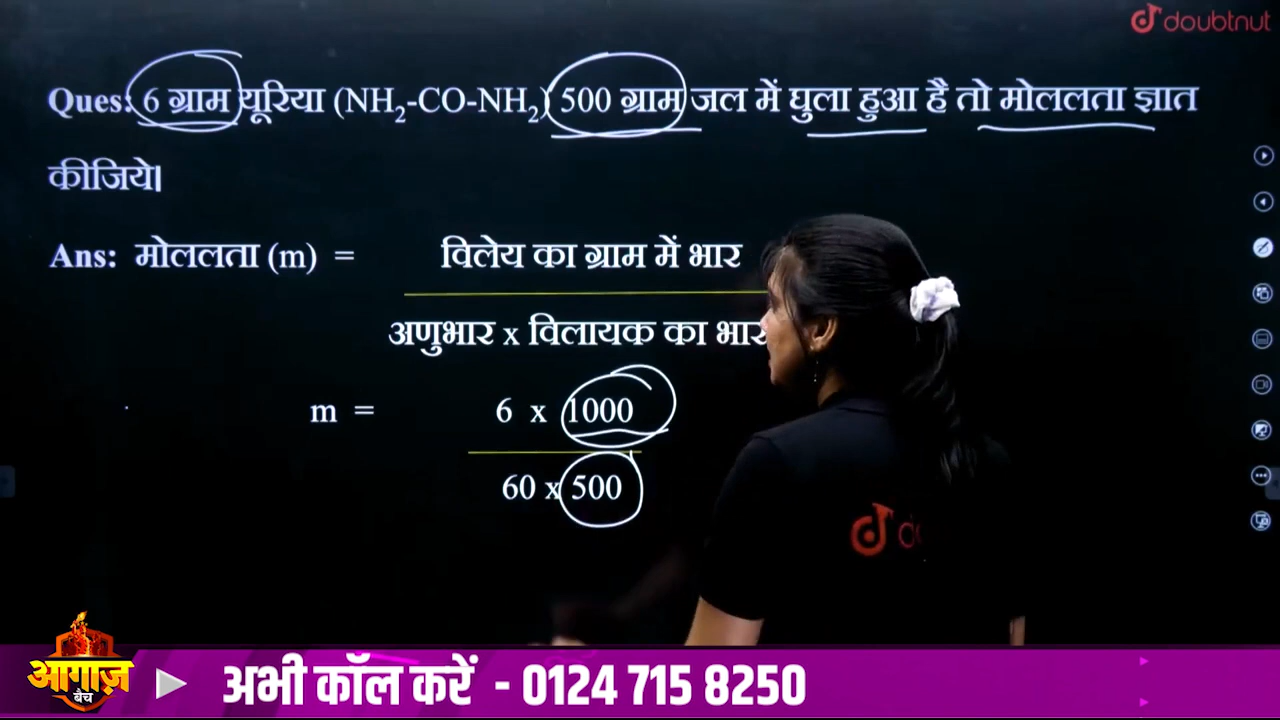 doubtnut
Ques: 6 ग्राम यूरिया (NH₂-CO-NH₂) 500 ग्राम जल में घुला हुआ है तो मोललता ज्ञात
कीजिये।
Ans: मोललता (m) = विलेय का ग्राम में भार
अणुभार x विलायक का भार
m = 6 x 1000
60 x 500
आगाज़
बैच
अभी कॉल करें - 0124 715 8250